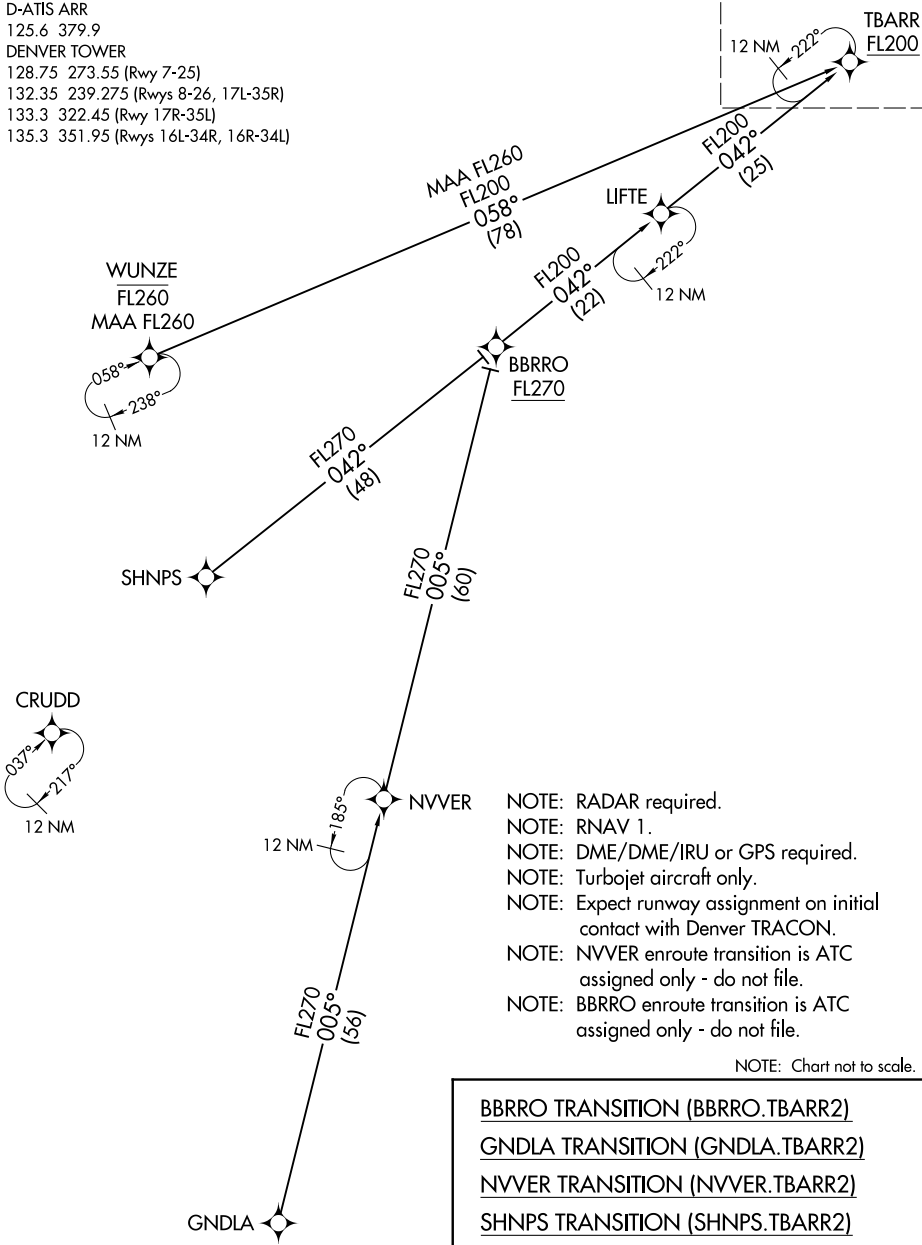 D-ATIS ARR
125.6 379.9
DENVER TOWER
128.75 273.55 (Rwy 7-25)
132.35 239.275 (Rwys 8-26, 17L-35R)
133.3 322.45 (Rwy 17R-35L)
135.3 351.95 (Rwys 16L-34R, 16R-34L)
TBARR
FL200
12 NM
222°
FL200
042°
(25)
MAA FL260
FL200
058°
(78)
LIFTE
222°
12 NM
FL200
042°
(22)
WUNZE
FL260
MAA FL260
058°
238°
12 NM
BBRRO
FL270
FL270
042°
(48)
SHNPS
FL270
005°
(60)
CRUDD
037°
217°
12 NM
NVVER
185°
12 NM
FL270
005°
(56)
GNDLA
NOTE: RADAR required.
NOTE: RNAV 1.
NOTE: DME/DME/IRU or GPS required.
NOTE: Turbojet aircraft only.
NOTE: Expect runway assignment on initial
contact with Denver TRACON.
NOTE: NVVER enroute transition is ATC
assigned only - do not file.
NOTE: BBRRO enroute transition is ATC
assigned only - do not file.
NOTE: Chart not to scale.
BBRRO TRANSITION (BBRRO.TBARR2)
GNDLA TRANSITION (GNDLA.TBARR2)
NVVER TRANSITION (NVVER.TBARR2)
SHNPS TRANSITION (SHNPS.TBARR2)